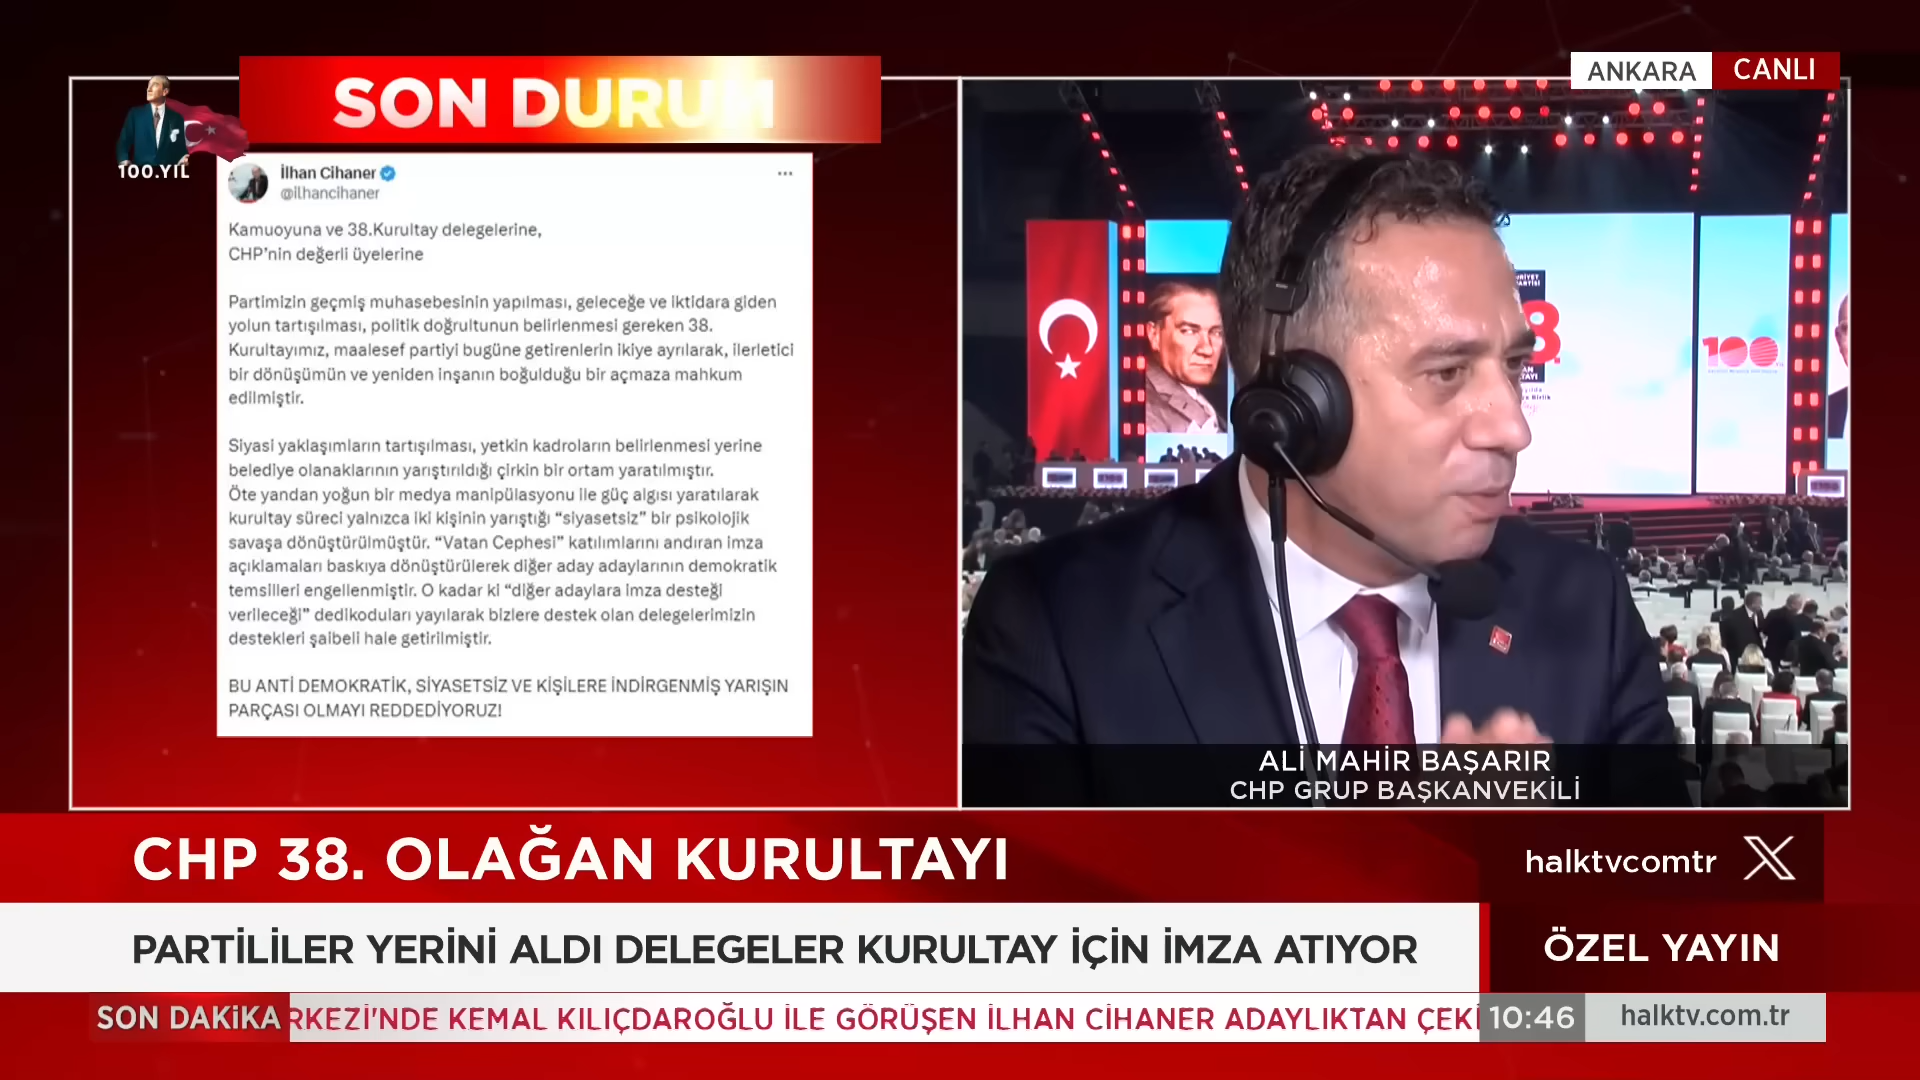 ANKARA
CANLI
SON DURUM
100.YIL
İlhan Cihaner
@ilhancihaner
Kamuoyuna ve 38.Kurultay delegelerine,
CHP'nin değerli üyelerine
Partimizin geçmiş muhasebesinin yapılması, geleceğe ve iktidara giden
yolun tartışılması, politik doğrultunun belirlenmesi gereken 38.
Kurultayımız, maalesef partiyi bugüne getirenlerin ikiye ayrılarak, ilerletici
bir dönüşümün ve yeniden inşanın boğulduğu bir açmaza mahkum
edilmiştir.
Siyasi yaklaşımların tartışılması, yetkin kadroların belirlenmesi yerine
belediye olanaklarının yarıştırıldığı çirkin bir ortam yaratılmıştır.
Öte yandan yoğun bir medya manipülasyonu ile güç algısı yaratılarak
kurultay süreci yalnızca iki kişinin yarıştığı “siyasetsiz” bir psikolojik
savaşa dönüştürülmüştür. “Vatan Cephesi” katılımlarını andıran imza
açıklamaları baskıya dönüştürülerek diğer aday adaylarının demokratik
temsilleri engellenmiştir. O kadar ki “diğer adaylara imza desteği
verileceği” dedikoduları yayılarak bizlere destek olan delegelerimizin
destekleri şaibeli hale getirilmiştir.
BU ANTİ DEMOKRATİK, SİYASETSİZ VE KİŞİLERE İNDİRGENMİŞ YARIŞIN
PARÇASI OLMAYI REDDEDİYORUZ!
100
ALİ MAHİR BAŞARIR
CHP GRUP BAŞKANVEKİLİ
CHP 38. OLAĞAN KURULTAYI
halktvcomtr
PARTİLİLER YERİNİ ALDI DELEGELER KURULTAY İÇİN İMZA ATIYOR
ÖZEL YAYIN
SON DAKİKA
RKEZİ'NDE KEMAL KILIÇDAROĞLU İLE GÖRÜŞEN İLHAN CİHANER ADAYLIKTAN ÇEKİ
10:46
halktv.com.tr